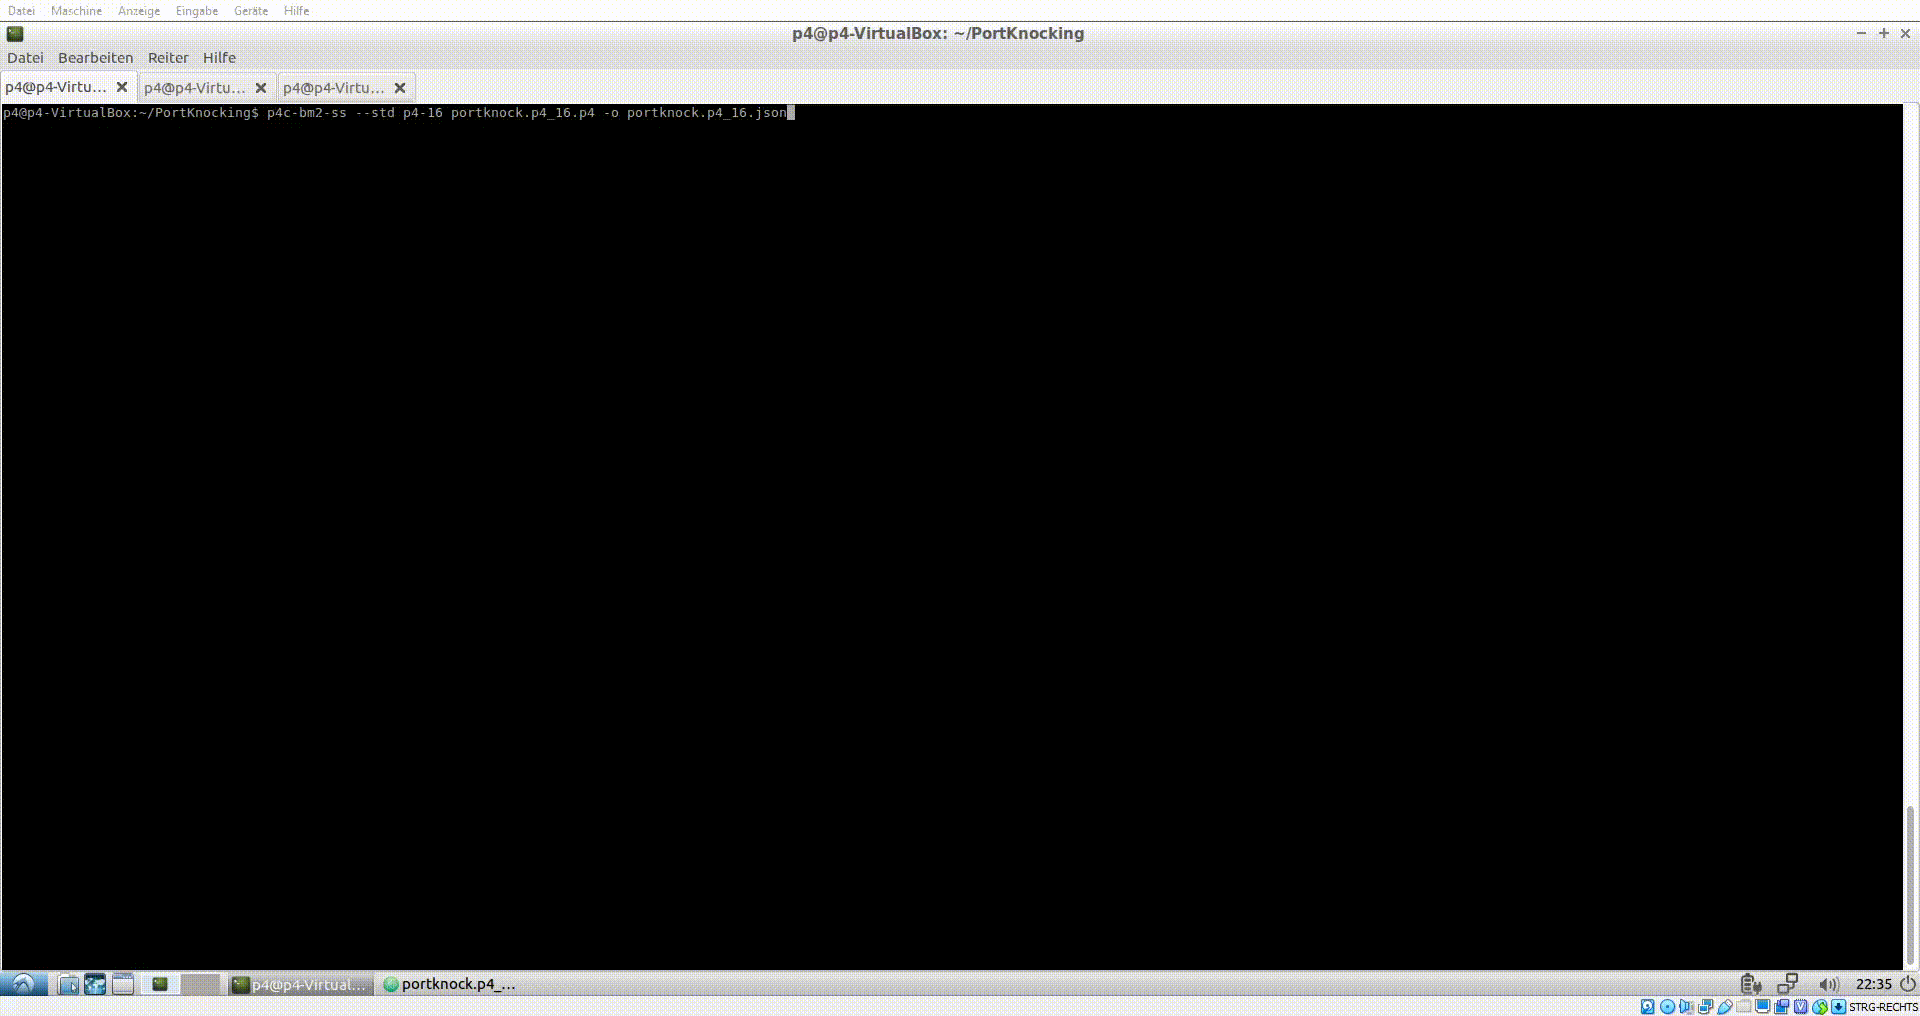 Datei Maschine Anzeige Eingabe Geräte Hilfe
p4@p4-VirtualBox: ~/PortKnocking
Datei Bearbeiten Reiter Hilfe
p4@p4-Virtu... p4@p4-Virtu... p4@p4-Virtu...
p4@p4-VirtualBox:~/PortKnocking$ p4c-bm2-ss --std p4-16 portknock.p4_16.p4 -o portknock.p4_16.json
p4@p4-Virtual... portknock.p4_... 22:35
STRG-RECHTS